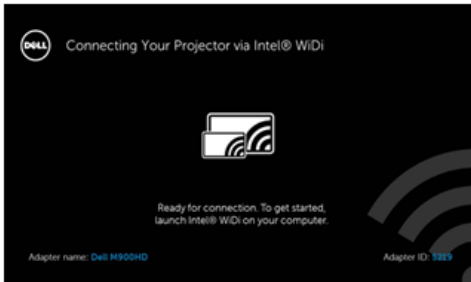 DELL
Connecting Your Projector via Intel® WiDi
Ready for connection. To get started,
launch Intel® WiDi on your computer.
Adapter name: Dell M900HD
Adapter ID: 5219